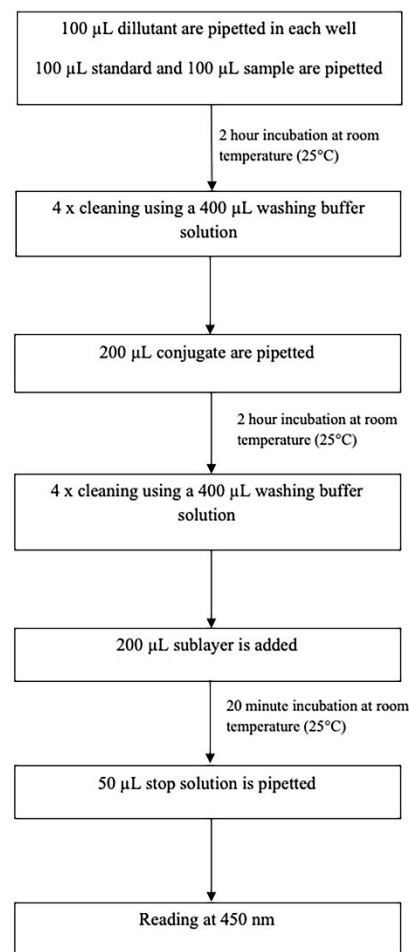 100 µL dillutant are pipetted in each well
100 µL standard and 100 µL sample are pipetted
2 hour incubation at room
temperature (25°C)
4 x cleaning using a 400 µL washing buffer
solution
200 µL conjugate are pipetted
2 hour incubation at room
temperature (25°C)
4 x cleaning using a 400 µL washing buffer
solution
200 µL sublayer is added
20 minute incubation at room
temperature (25°C)
50 µL stop solution is pipetted
Reading at 450 nm